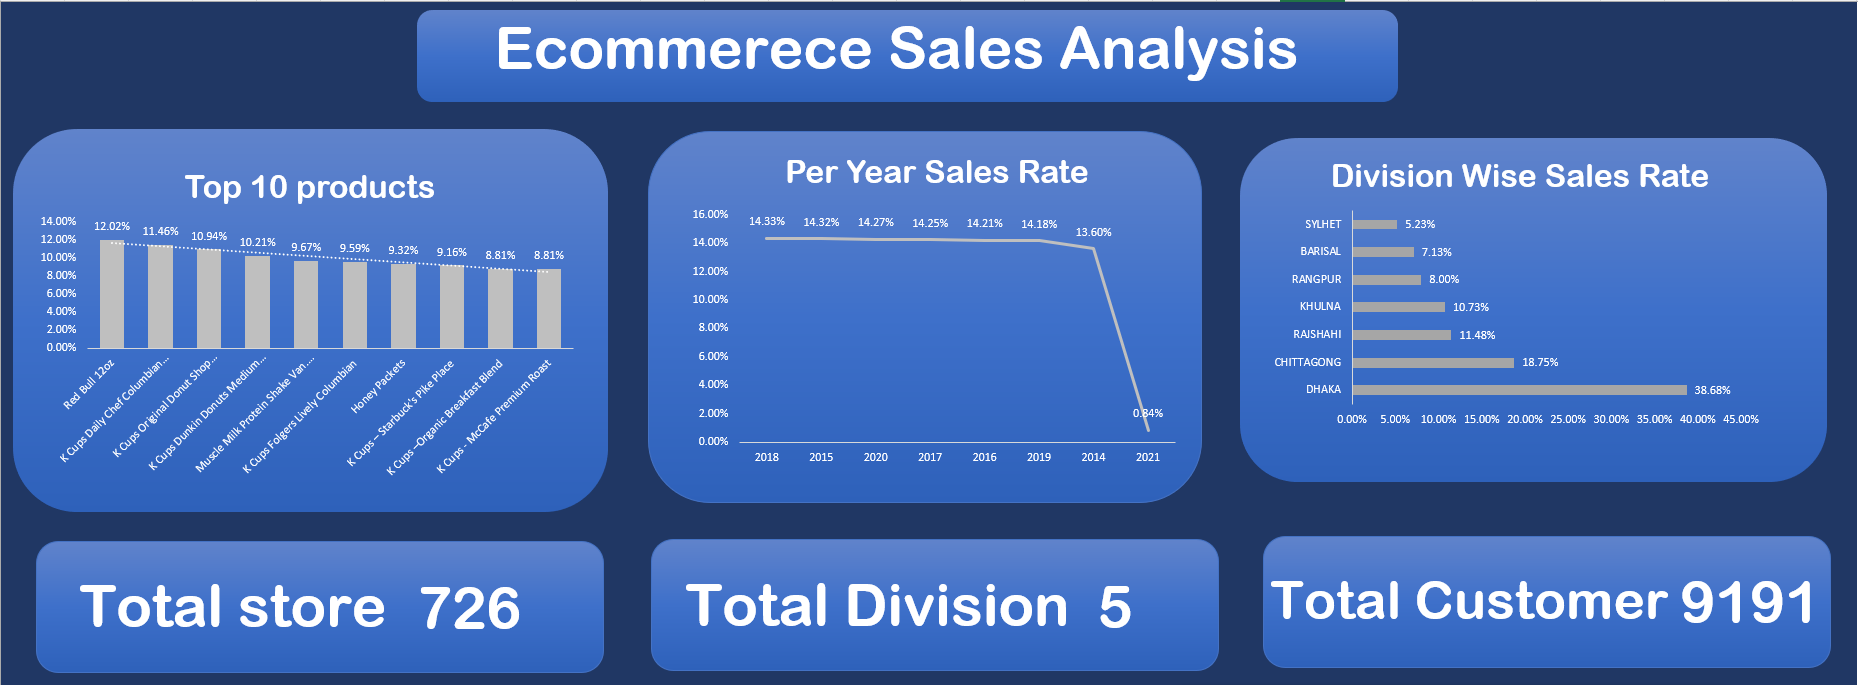 Ecommerece Sales Analysis
Top 10 products
14.00%
12.00%
10.00%
8.00%
6.00%
4.00%
2.00%
0.00%
12.02%
11.46%
10.94%
10.21%
9.67%
9.59%
9.32%
9.16%
8.81%
8.81%
Red Bull 12oz
K Cups Daily Chef Columbian…
K Cups Original Donut Shop…
K Cups Dunkin Donuts Medium…
Muscle Milk Protein Shake Van.…
K Cups Folgers Lively Columbian
Honey Packets
K Cups – Starbuck's Pike Place
K Cups –Organic Breakfast Blend
K Cups - McCafe Premium Roast
Per Year Sales Rate
16.00%
14.00%
12.00%
10.00%
8.00%
6.00%
4.00%
2.00%
0.00%
14.33%
14.32%
14.27%
14.25%
14.21%
14.18%
13.60%
0.84%
2018 2015 2020 2017 2016 2019 2014 2021
Division Wise Sales Rate
SYLHET 5.23%
BARISAL 7.13%
RANGPUR 8.00%
KHULNA 10.73%
RAJSHAHI 11.48%
CHITTAGONG 18.75%
DHAKA 38.68%
0.00% 5.00% 10.00% 15.00% 20.00% 25.00% 30.00% 35.00% 40.00% 45.00%
Total store 726
Total Division 5
Total Customer 9191